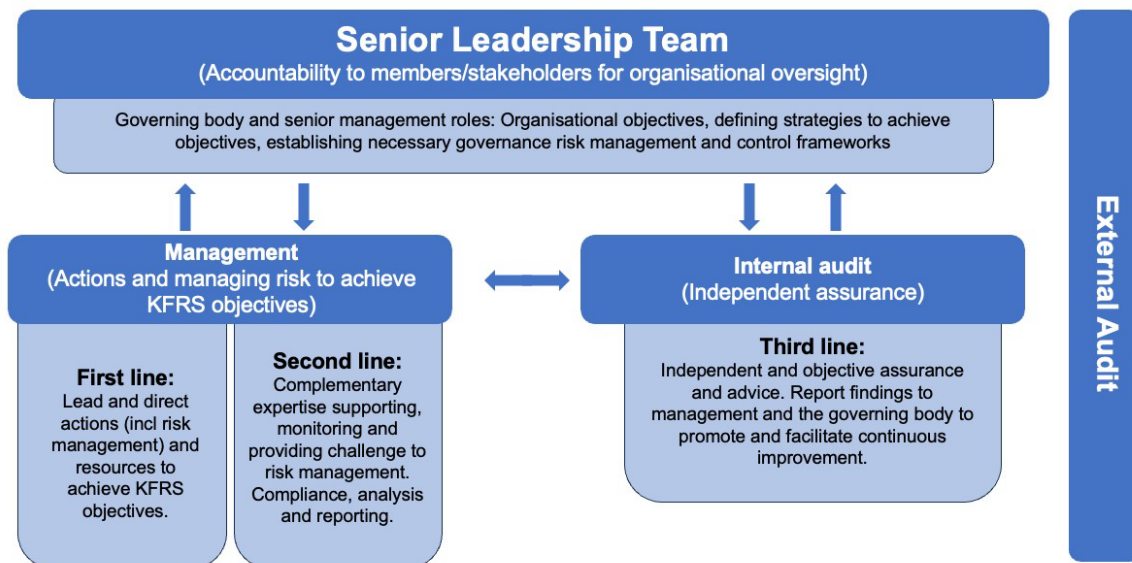 Senior Leadership Team
(Accountability to members/stakeholders for organisational oversight)
Governing body and senior management roles: Organisational objectives, defining strategies to achieve
objectives, establishing necessary governance risk management and control frameworks
Management
(Actions and managing risk to achieve
KFRS objectives)
First line:
Lead and direct
actions (incl risk
management) and
resources to
achieve KFRS
objectives.
Second line:
Complementary
expertise supporting,
monitoring and
providing challenge to
risk management.
Compliance, analysis
and reporting.
Internal audit
(Independent assurance)
Third line:
Independent and objective assurance
and advice. Report findings to
management and the governing body to
promote and facilitate continuous
improvement.
External Audit